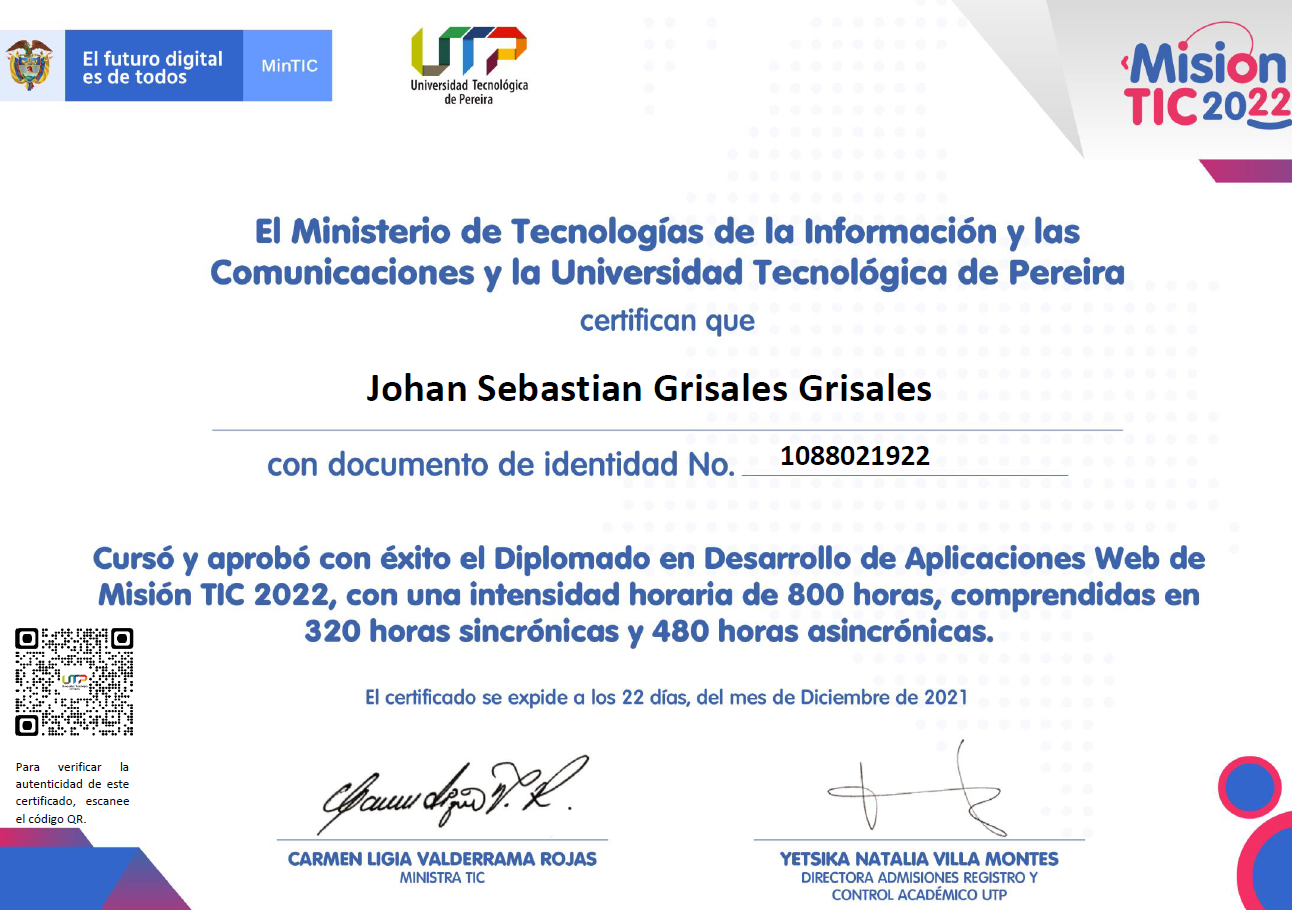 El futuro digital
es de todos
MinTIC
UTP
Universidad Tecnológica
de Pereira
Misión
TIC 2022
El Ministerio de Tecnologías de la Información y las
Comunicaciones y la Universidad Tecnológica de Pereira
certifican que
Johan Sebastian Grisales Grisales
con documento de identidad No. 1088021922
Cursó y aprobó con éxito el Diplomado en Desarrollo de Aplicaciones Web de
Misión TIC 2022, con una intensidad horaria de 800 horas, comprendidas en
320 horas sincrónicas y 480 horas asincrónicas.
El certificado se expide a los 22 días, del mes de Diciembre de 2021
UTP
Para verificar la
autenticidad de este
certificado, escanee
el código QR.
CARMEN LIGIA VALDERRAMA ROJAS
MINISTRA TIC
YETSIKA NATALIA VILLA MONTES
DIRECTORA ADMISIONES REGISTRO Y
CONTROL ACADÉMICO UTP